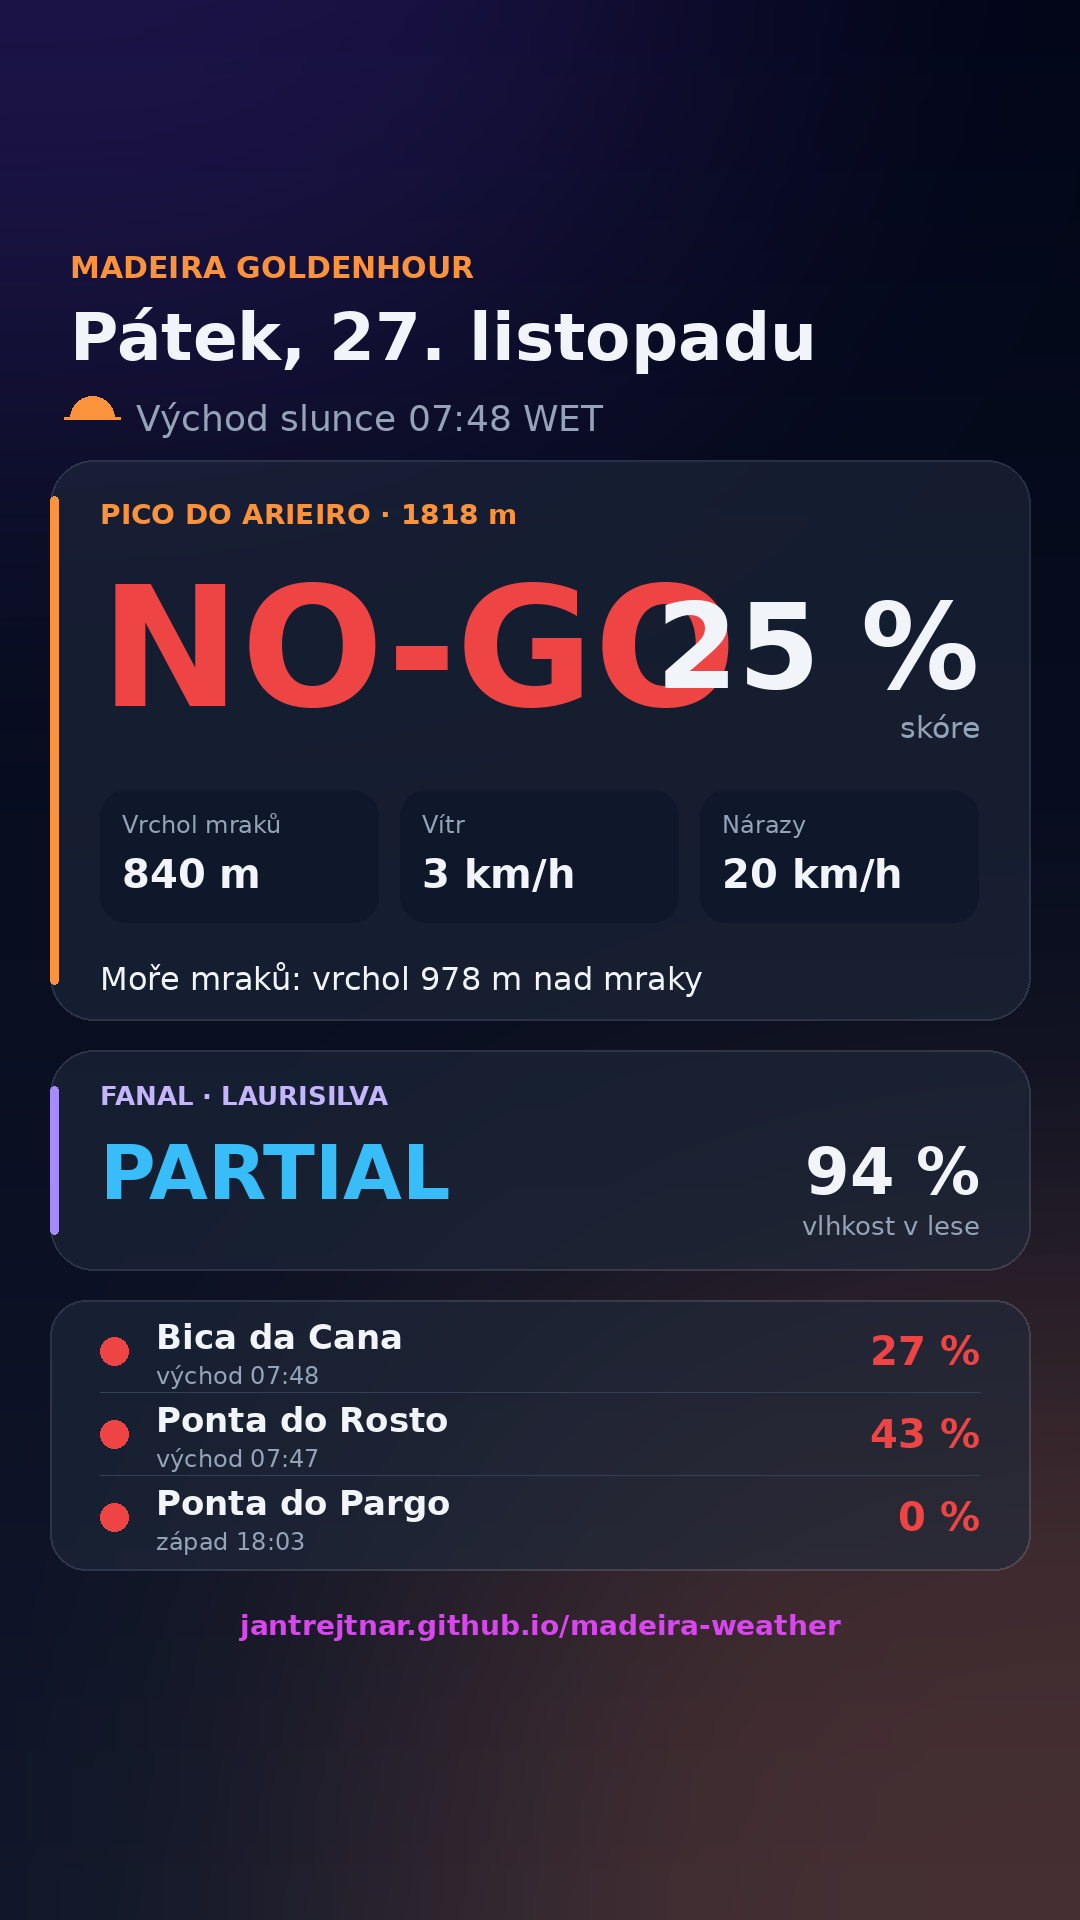 MADEIRA GOLDENHOUR
Pátek, 27. listopadu
Východ slunce 07:48 WET
PICO DO ARIEIRO · 1818 m
NO-GO
25 %
skóre
Vrchol mraků
840 m
Vítr
3 km/h
Nárazy
20 km/h
Moře mraků: vrchol 978 m nad mraky
FANAL · LAURISILVA
PARTIAL
94 %
vlhkost v lese
Bica da Cana
východ 07:48
27 %
Ponta do Rosto
východ 07:47
43 %
Ponta do Pargo
západ 18:03
0 %
jantrejtnar.github.io/madeira-weather